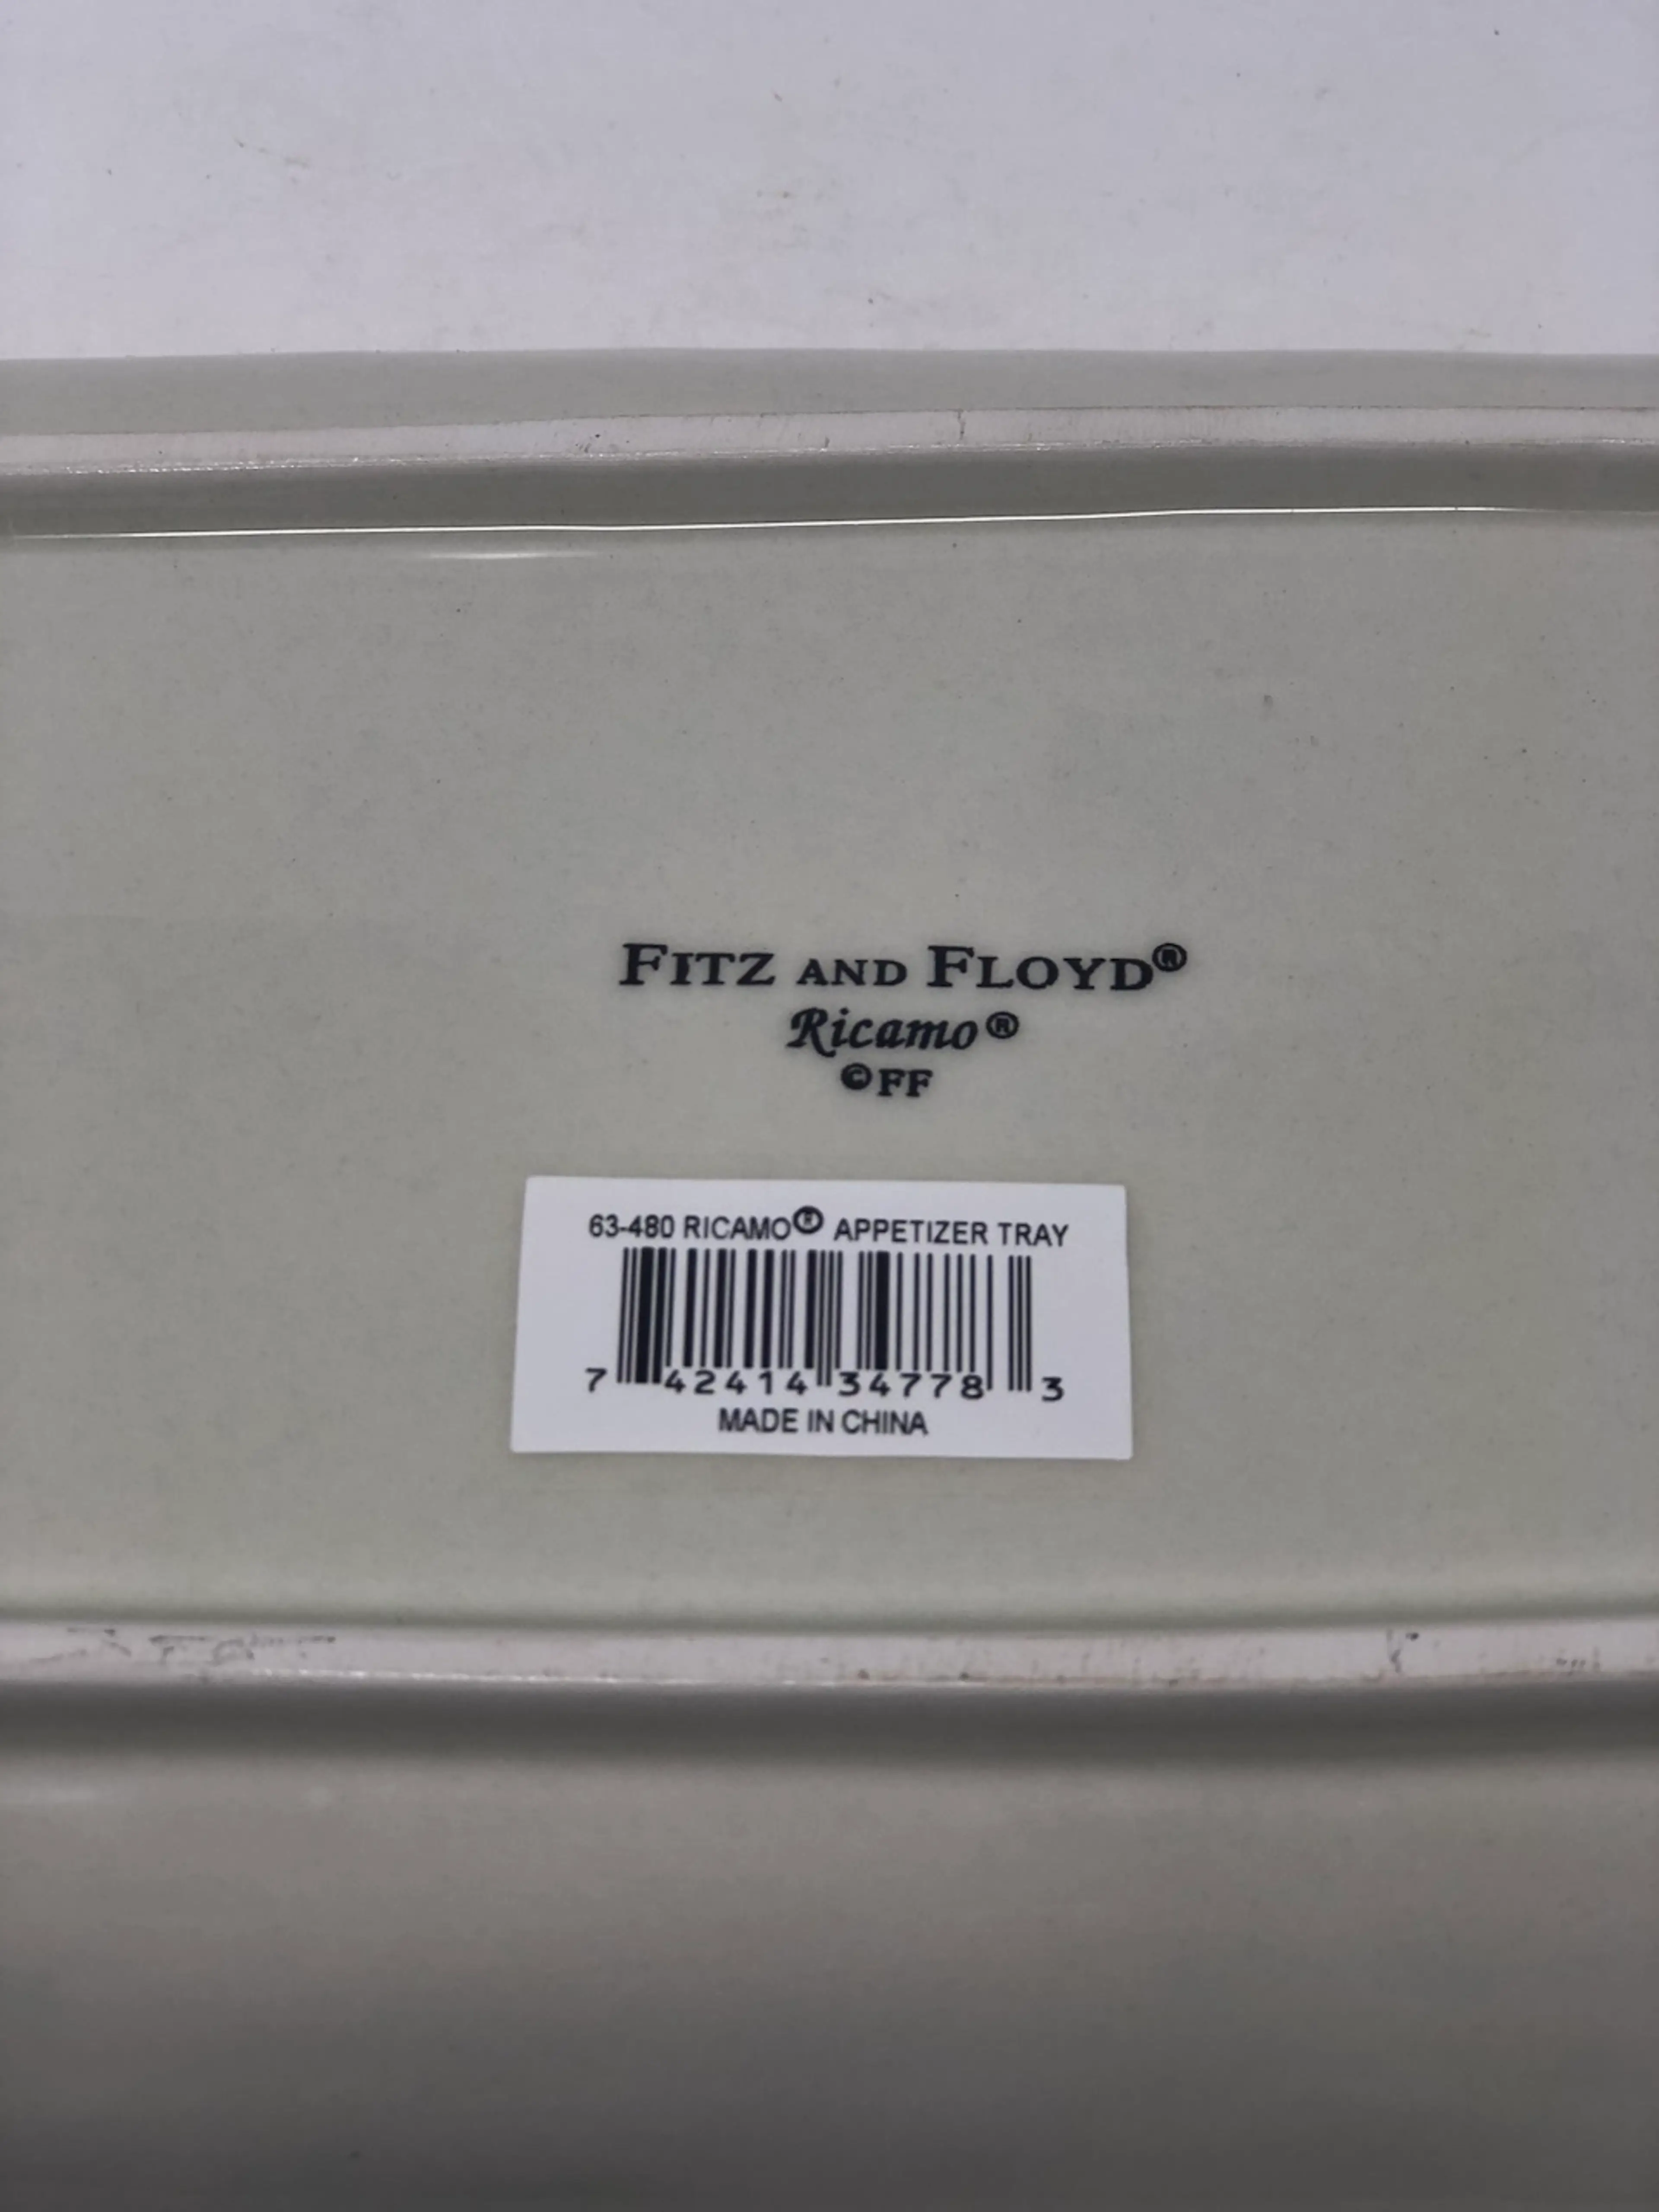 FITZ AND FLOYD®
Ricamo®
©FF
63-480 RICAMO® APPETIZER TRAY
7 42414 34778 3
MADE IN CHINA